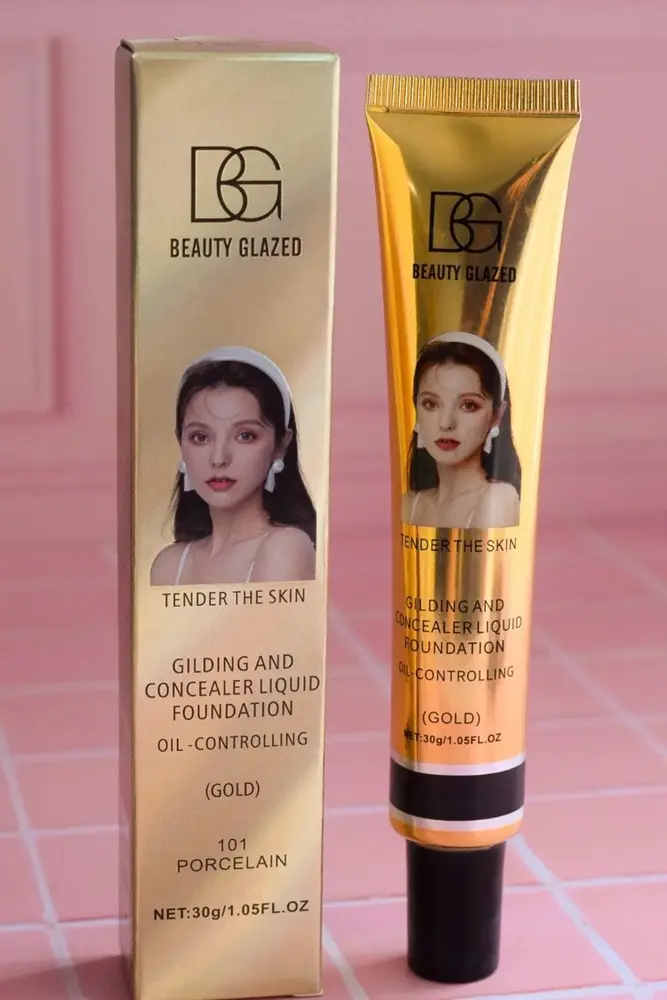 BG
BEAUTY GLAZED
TENDER THE SKIN
GILDING AND
CONCEALER LIQUID
FOUNDATION
OIL -CONTROLLING
(GOLD)
101
PORCELAIN
NET:30g/1.05FL.OZ
BG
BEAUTY GLAZED
TENDER THE SKIN
GILDING AND
CONCEALER LIQUID
FOUNDATION
OIL-CONTROLLING
(GOLD)
NET:30g/1.05FL.OZ